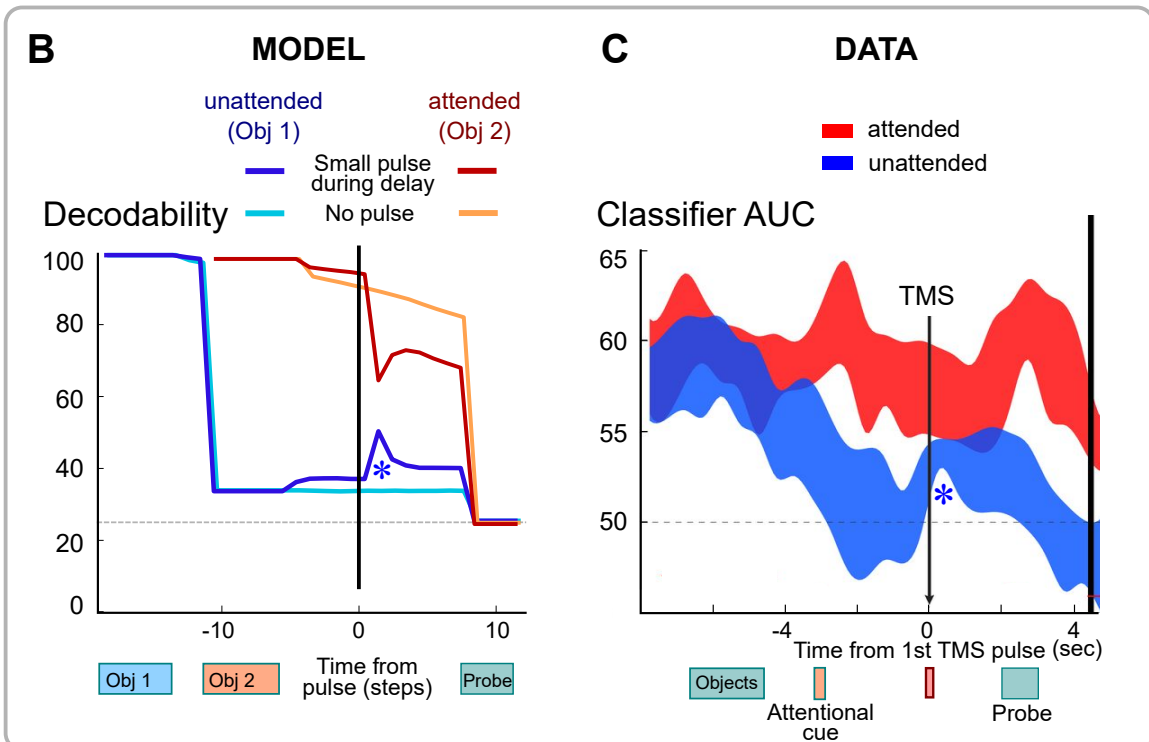 B
MODEL
unattended
(Obj 1)
attended
(Obj 2)
Small pulse
during delay
No pulse
Decodability
100
80
60
40
20
0
*
-10
0
10
Obj 1
Obj 2
Time from
pulse (steps)
Probe
C
DATA
attended
unattended
Classifier AUC
65
60
55
50
TMS
*
-4
0
4
Time from 1st TMS pulse (sec)
Objects
Attentional
cue
Probe